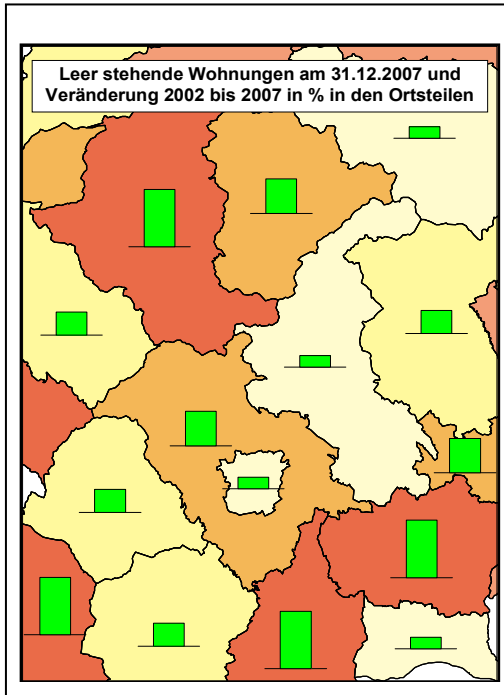 Leer stehende Wohnungen am 31.12.2007 und
Veränderung 2002 bis 2007 in % in den Ortsteilen